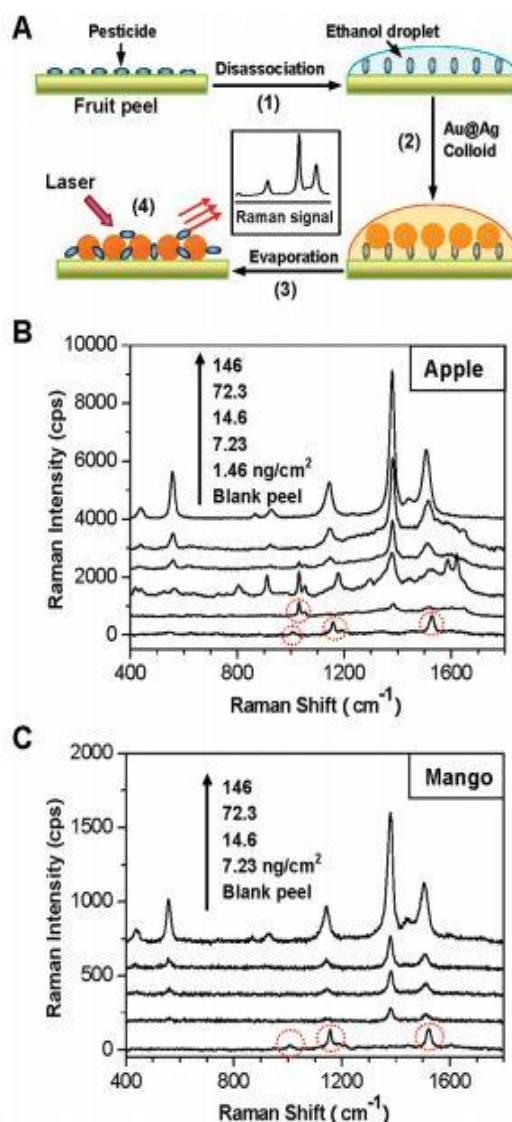 A
Pesticide
Fruit peel
Disassociation
(1)
Ethanol droplet
(2)
Au@Ag
Colloid
Laser
(4)
Raman signal
Evaporation
(3)
B
Apple
146
72.3
14.6
7.23
1.46 ng/cm²
Blank peel
Raman Intensity (cps)
10000
8000
6000
4000
2000
0
400 800 1200 1600
Raman Shift (cm⁻¹)
C
Mango
146
72.3
14.6
7.23 ng/cm²
Blank peel
Raman Intensity (cps)
2000
1500
1000
500
0
400 800 1200 1600
Raman Shift (cm⁻¹)